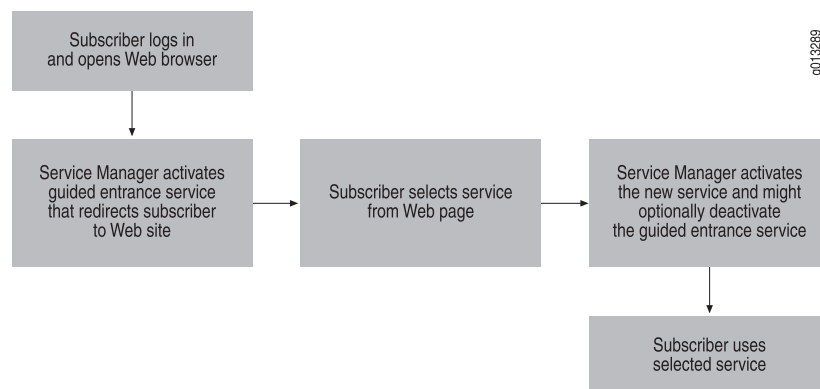 Subscriber logs in
and opens Web browser
g013289
Service Manager activates
guided entrance service
that redirects subscriber
to Web site
Subscriber selects service
from Web page
Service Manager activates
the new service and might
optionally deactivate
the guided entrance service
Subscriber uses
selected service